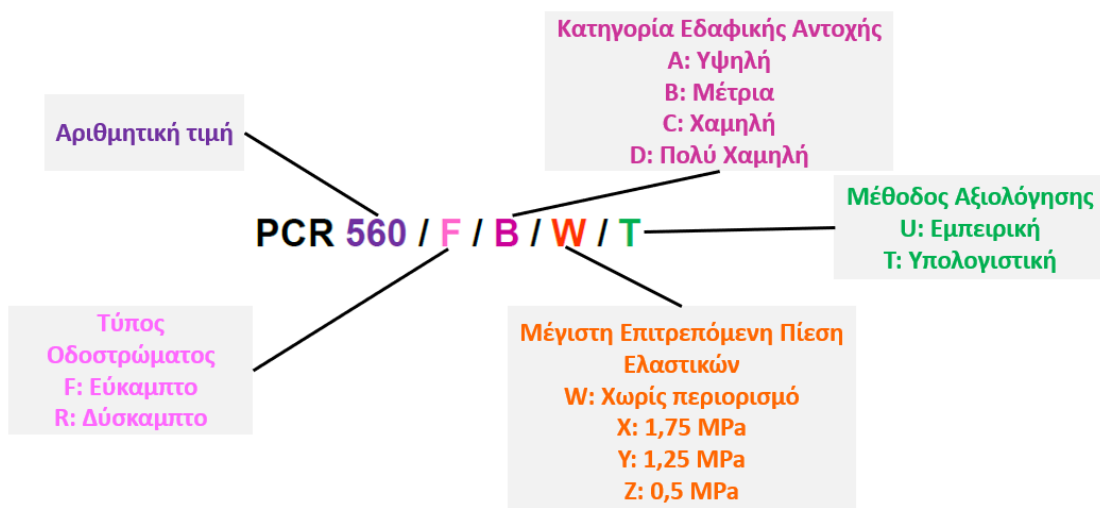 Κατηγορία Εδαφικής Αντοχής
A: Υψηλή
B: Μέτρια
C: Χαμηλή
D: Πολύ Χαμηλή
Αριθμητική τιμή
Μέθοδος Αξιολόγησης
U: Εμπειρική
T: Υπολογιστική
PCR 560 / F / B / W / T
Τύπος
Οδοστρώματος
F: Εύκαμπτο
R: Δύσκαμπτο
Μέγιστη Επιτρεπόμενη Πίεση
Ελαστικών
W: Χωρίς περιορισμό
X: 1,75 MPa
Y: 1,25 MPa
Z: 0,5 MPa